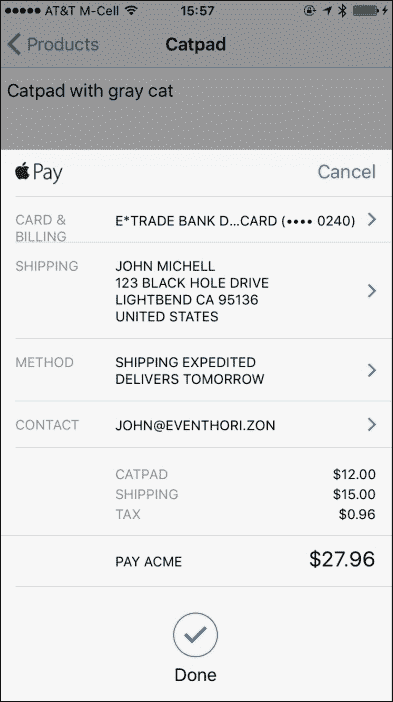 AT&T M-Cell 15:57
Products Catpad
Catpad with gray cat
Pay Cancel
CARD & BILLING E*TRADE BANK D...CARD (•••• 0240)
SHIPPING JOHN MICHELL
123 BLACK HOLE DRIVE
LIGHTBEND CA 95136
UNITED STATES
METHOD SHIPPING EXPEDITED
DELIVERS TOMORROW
CONTACT JOHN@EVENTHORI.ZON
CATPAD $12.00
SHIPPING $15.00
TAX $0.96
PAY ACME $27.96
Done